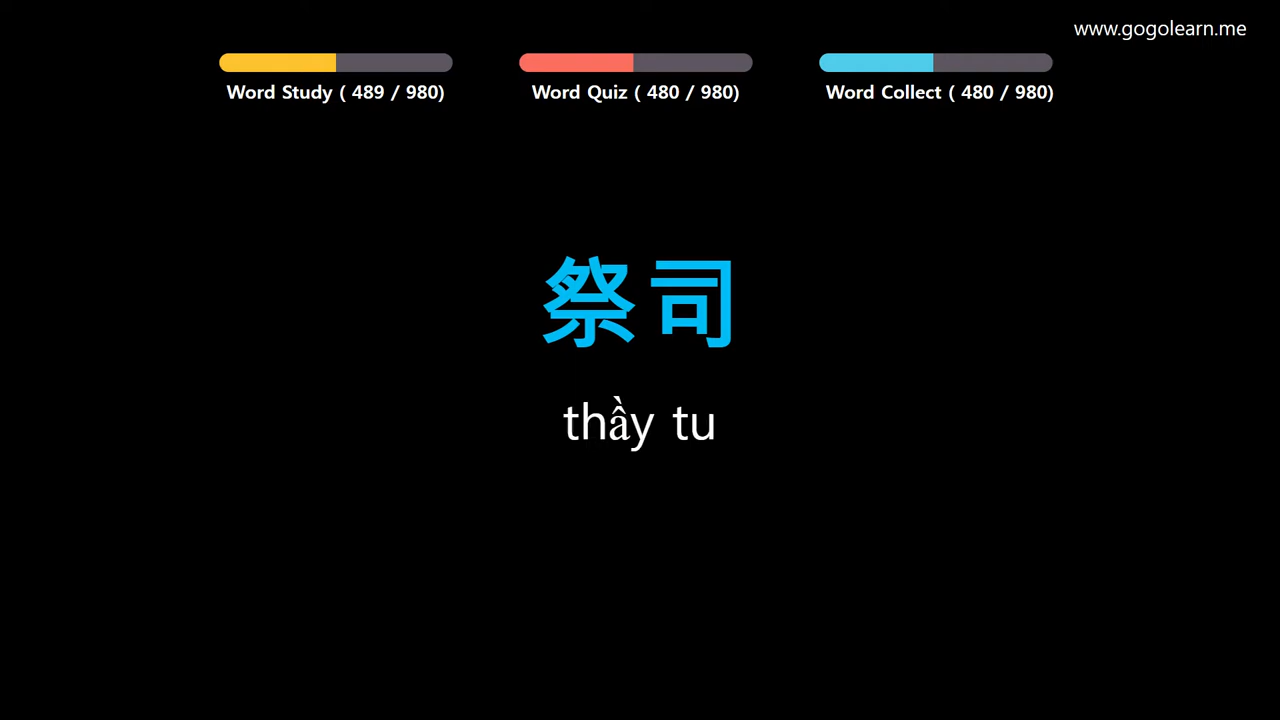 www.gogolearn.me
Word Study ( 489 / 980)
Word Quiz ( 480 / 980)
Word Collect ( 480 / 980)
祭司
thầy tu